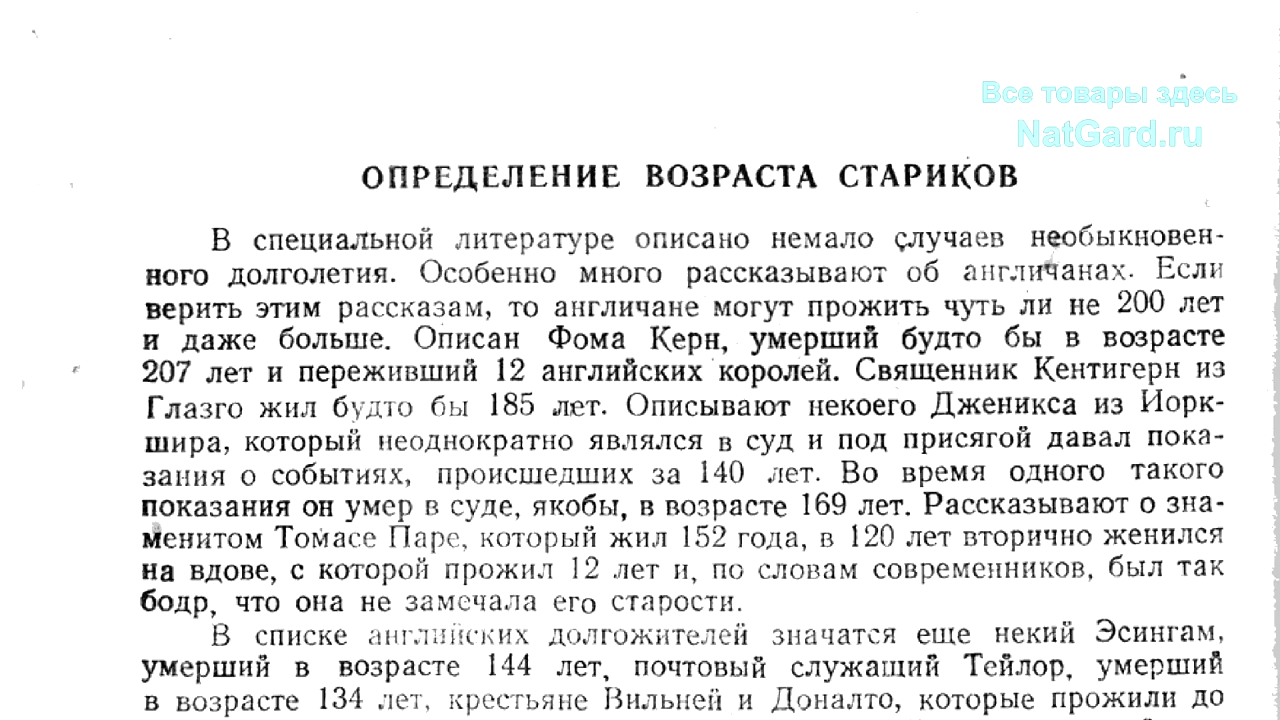 Все товары здесь
NatGard.ru
ОПРЕДЕЛЕНИЕ ВОЗРАСТА СТАРИКОВ
В специальной литературе описано немало случаев необыкновен-
ного долголетия. Особенно много рассказывают об англичанах. Если
верить этим рассказам, то англичане могут прожить чуть ли не 200 лет
и даже больше. Описан Фома Керн, умерший будто бы в возрасте
207 лет и переживший 12 английских королей. Священник Кентигерн из
Глазго жил будто бы 185 лет. Описывают некоего Дженикса из Йорк-
шира, который неоднократно являлся в суд и под присягой давал пока-
зания о событиях, происшедших за 140 лет. Во время одного такого
показания он умер в суде, якобы, в возрасте 169 лет. Рассказывают о зна-
менитом Томасе Паре, который жил 152 года, в 120 лет вторично женился
на вдове, с которой прожил 12 лет и, по словам современников, был так
бодр, что она не замечала его старости.
В списке английских долгожителей значатся еще некий Эсингам,
умерший в возрасте 144 лет, почтовый служащий Тейлор, умерший
в возрасте 134 лет, крестьяне Вильней и Доналто, которые прожили до